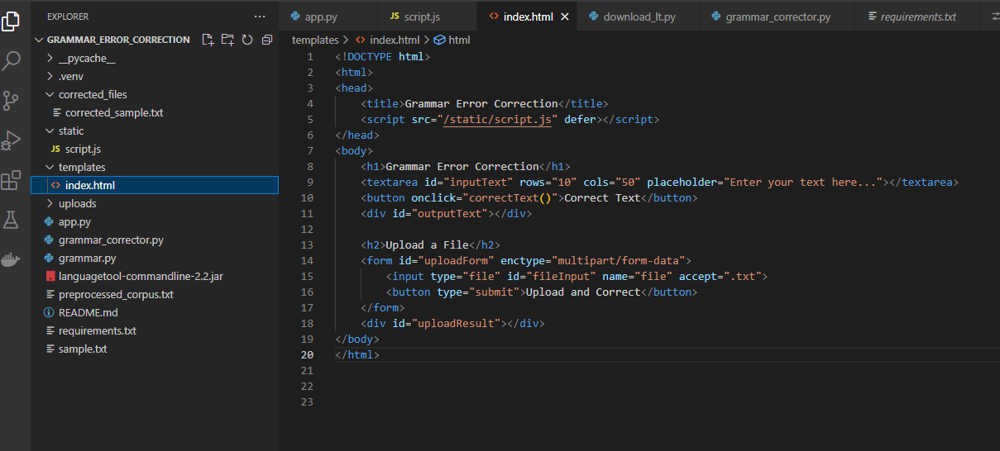 EXPLORER ···
GRAMMAR_ERROR_CORRECTION
__pycache__
.venv
corrected_files
corrected_sample.txt
static
JS script.js
templates
<> index.html
uploads
app.py
grammar_corrector.py
grammar.py
languagetool-commandline-2.2.jar
preprocessed_corpus.txt
README.md
requirements.txt
sample.txt
app.py JS script.js <> index.html × download_lt.py grammar_corrector.py requirements.txt
templates > <> index.html > html
1 <!DOCTYPE html>
2 <html>
3 <head>
4     <title>Grammar Error Correction</title>
5     <script src="/static/script.js" defer></script>
6 </head>
7 <body>
8     <h1>Grammar Error Correction</h1>
9     <textarea id="inputText" rows="10" cols="50" placeholder="Enter your text here..."></textarea>
10     <button onclick="correctText()">Correct Text</button>
11     <div id="outputText"></div>
12
13     <h2>Upload a File</h2>
14     <form id="uploadForm" enctype="multipart/form-data">
15         <input type="file" id="fileInput" name="file" accept=".txt">
16         <button type="submit">Upload and Correct</button>
17     </form>
18     <div id="uploadResult"></div>
19 </body>
20 </html>
21
22
23